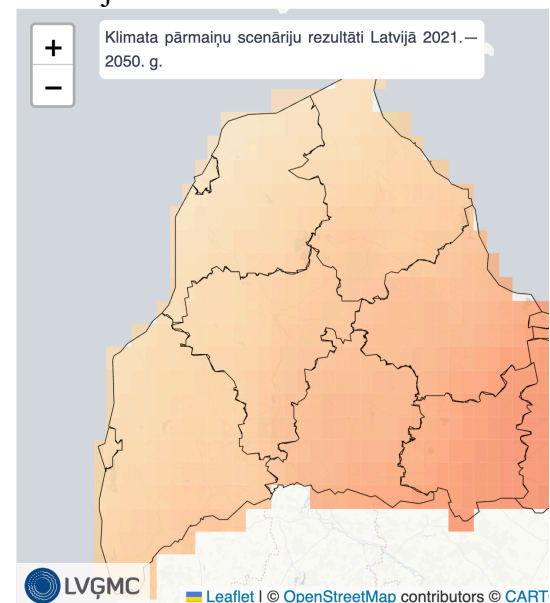 +
−
Klimata pārmaiņu scenāriju rezultāti Latvijā 2021.—
2050. g.
LVĢMC
Leaflet | © OpenStreetMap contributors © CART